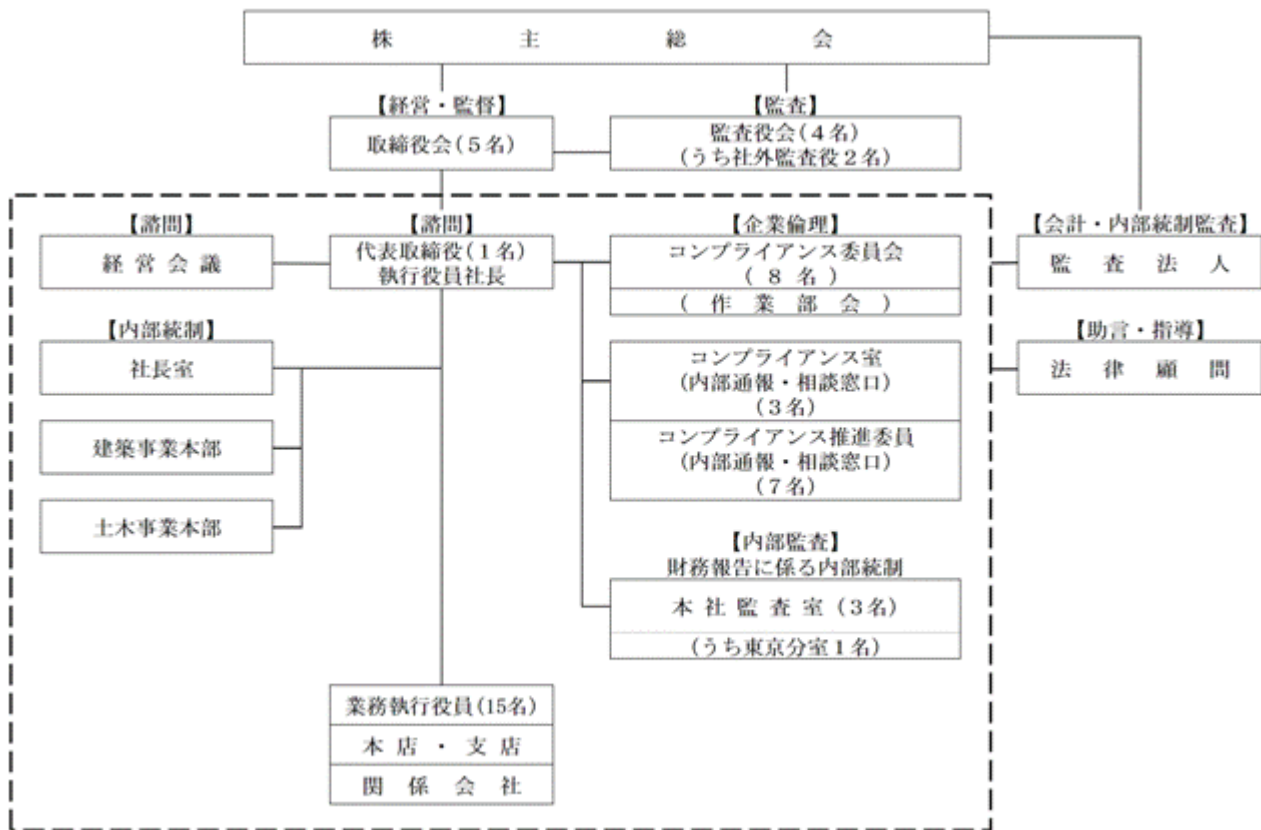 株主総会
【経営・監督】
取締役会(5名)
【監査】
監査役会(4名)
(うち社外監査役2名)
【諮問】
経営会議
【諮問】
代表取締役(1名)
執行役員社長
【企業倫理】
コンプライアンス委員会
(8名)
(作業部会)
【会計・内部統制監査】
監査法人
【内部統制】
社長室
建築事業本部
土木事業本部
コンプライアンス室
(内部通報・相談窓口)
(3名)
コンプライアンス推進委員
(内部通報・相談窓口)
(7名)
【助言・指導】
法律顧問
【内部監査】
財務報告に係る内部統制
本社監査室(3名)
(うち東京分室1名)
業務執行役員(15名)
本店・支店
関係会社